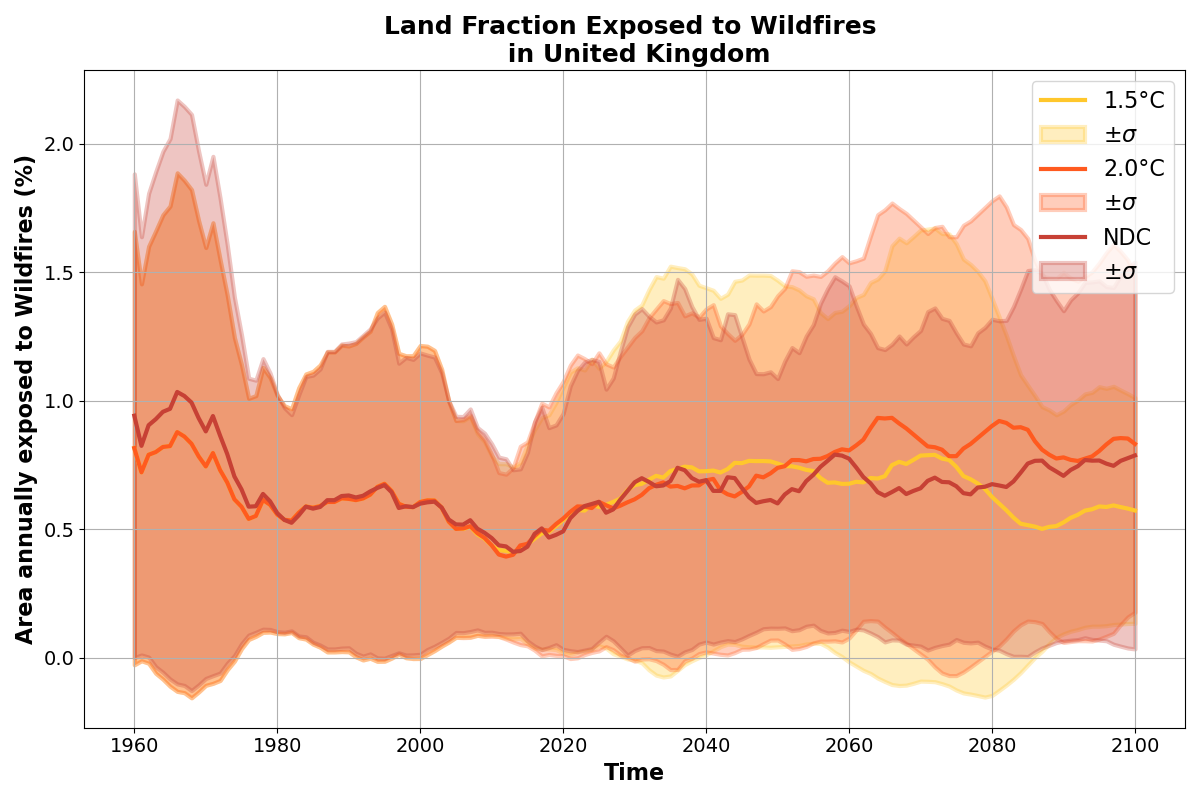 Land Fraction Exposed to Wildfires
in United Kingdom
Area annually exposed to Wildfires (%)
2.0
1.5
1.0
0.5
0.0
1960 1980 2000 2020 2040 2060 2080 2100
Time
1.5°C
±σ
2.0°C
±σ
NDC
±σ